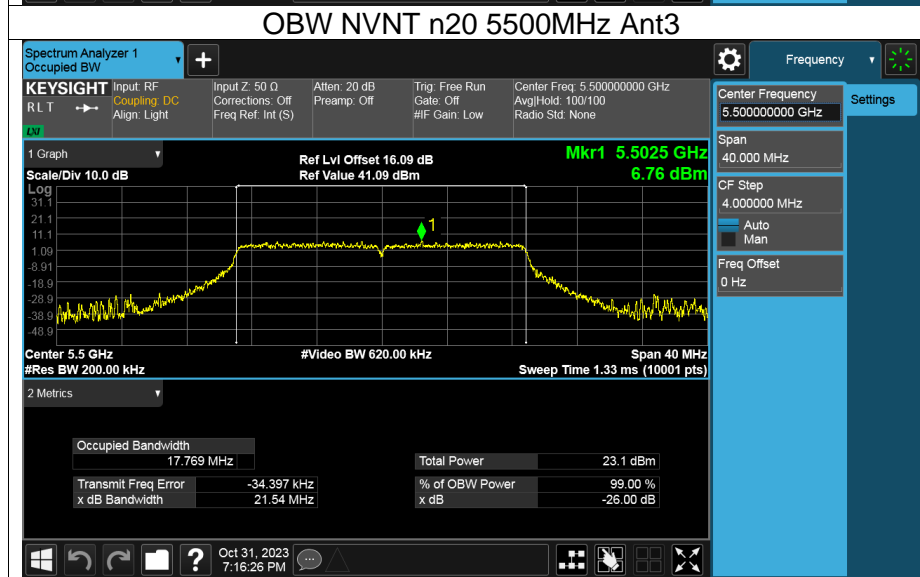 OBW NVNT n20 5500MHz Ant3
Spectrum Analyzer 1
Occupied BW
+
Frequency
KEYSIGHT
RLT
LXI
Input: RF
Coupling: DC
Align: Light
Input Z: 50 Ω
Corrections: Off
Freq Ref: Int (S)
Atten: 20 dB
Preamp: Off
Trig: Free Run
Gate: Off
#IF Gain: Low
Center Freq: 5.500000000 GHz
Avg|Hold: 100/100
Radio Std: None
Center Frequency
5.500000000 GHz
Settings
Span
40.000 MHz
CF Step
4.000000 MHz
Auto
Man
Freq Offset
0 Hz
1 Graph
Scale/Div 10.0 dB
Ref Lvl Offset 16.09 dB
Ref Value 41.09 dBm
Mkr1 5.5025 GHz
6.76 dBm
Log
31.1
21.1
11.1
1.09
-8.91
-18.9
-28.9
-38.9
-48.9
1
Center 5.5 GHz
#Video BW 620.00 kHz
Span 40 MHz
#Res BW 200.00 kHz
Sweep Time 1.33 ms (10001 pts)
2 Metrics
Occupied Bandwidth
17.769 MHz
Total Power 23.1 dBm
Transmit Freq Error -34.397 kHz
% of OBW Power 99.00 %
x dB Bandwidth 21.54 MHz
x dB -26.00 dB
?
Oct 31, 2023
7:16:26 PM